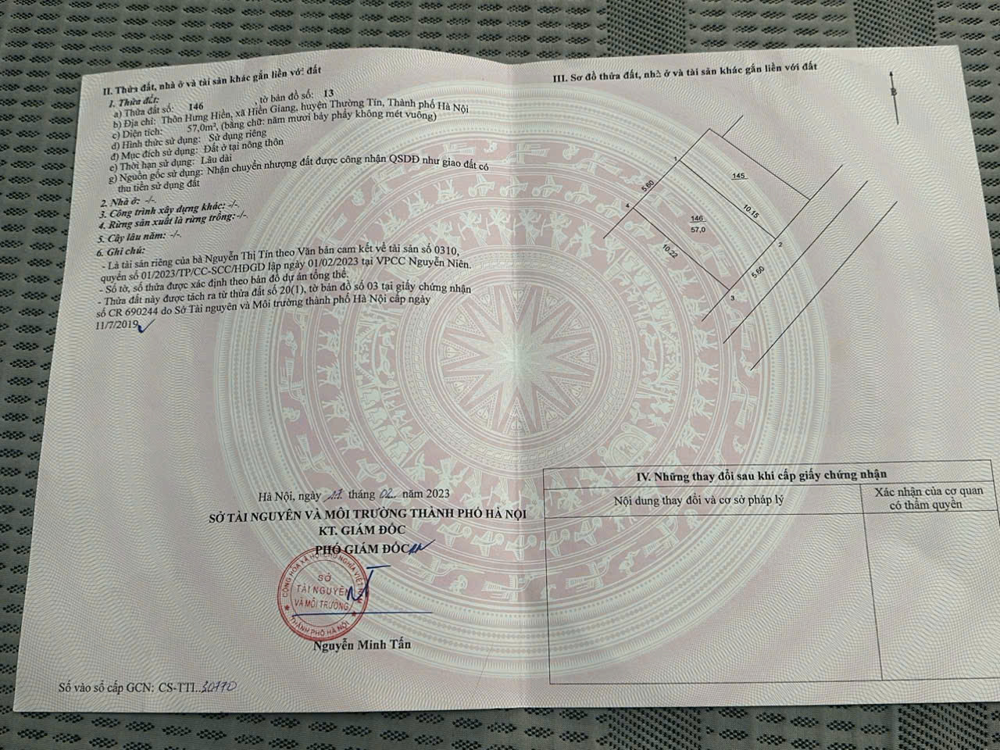 II. Thửa đất, nhà ở và tài sản khác gắn liền với đất
1. Thửa đất:
a) Thửa đất số: 146 , tờ bản đồ số: 13
b) Địa chỉ: Thôn Hưng Hiền, xã Hiền Giang, huyện Thường Tín, Thành phố Hà Nội
c) Diện tích: 57,0m², (bằng chữ: năm mươi bảy phẩy không mét vuông)
d) Hình thức sử dụng: Sử dụng riêng
đ) Mục đích sử dụng: Đất ở tại nông thôn
e) Thời hạn sử dụng: Lâu dài
g) Nguồn gốc sử dụng: Nhận chuyển nhượng đất được công nhận QSDĐ như giao đất có
thu tiền sử dụng đất
2. Nhà ở: -/-.
3. Công trình xây dựng khác: -/-.
4. Rừng sản xuất là rừng trồng: -/-.
5. Cây lâu năm: -/-.
6. Ghi chú:
- Là tài sản riêng của bà Nguyễn Thị Tín theo Văn bản cam kết về tài sản số 0310,
quyển số 01/2023/TP/CC-SCC/HĐGD lập ngày 01/02/2023 tại VPCC Nguyễn Niên.
- Số tờ, số thửa được xác định theo bản đồ dự án tổng thể.
- Thửa đất này được tách ra từ thửa đất số 20(1), tờ bản đồ số 03 tại giấy chứng nhận
số CR 690244 do Sở Tài nguyên và Môi trường thành phố Hà Nội cấp ngày
11/7/2019
Hà Nội, ngày 21 tháng 02 năm 2023
SỞ TÀI NGUYÊN VÀ MÔI TRƯỜNG THÀNH PHỐ HÀ NỘI
KT. GIÁM ĐỐC
PHÓ GIÁM ĐỐC
CỘNG HÒA XÃ HỘI CHỦ NGHĨA VIỆT NAM
SỞ
TÀI NGUYÊN
VÀ MÔI TRƯỜNG
THÀNH PHỐ HÀ NỘI
Nguyễn Minh Tấn
Số vào sổ cấp GCN: CS-TTI..30770
III. Sơ đồ thửa đất, nhà ở và tài sản khác gắn liền với đất
B
1
145
5.60
4
10.15
146
57,0
2
10.22
5.60
3
IV. Những thay đổi sau khi cấp giấy chứng nhận
Nội dung thay đổi và cơ sở pháp lý
Xác nhận của cơ quan
có thẩm quyền